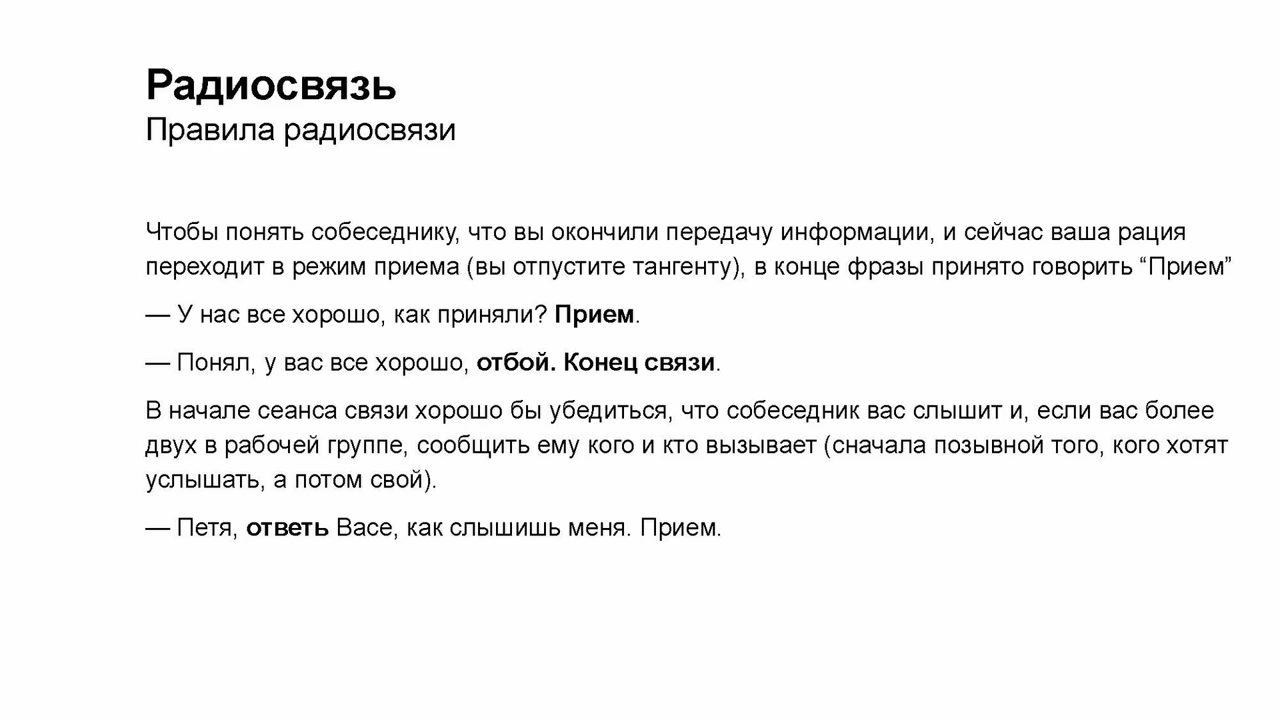 Радиосвязь
Правила радиосвязи
Чтобы понять собеседнику, что вы окончили передачу информации, и сейчас ваша рация
переходит в режим приема (вы отпустите тангенту), в конце фразы принято говорить “Прием”
— У нас все хорошо, как приняли? Прием.
— Понял, у вас все хорошо, отбой. Конец связи.
В начале сеанса связи хорошо бы убедиться, что собеседник вас слышит и, если вас более
двух в рабочей группе, сообщить ему кого и кто вызывает (сначала позывной того, кого хотят
услышать, а потом свой).
— Петя, ответь Васе, как слышишь меня. Прием.